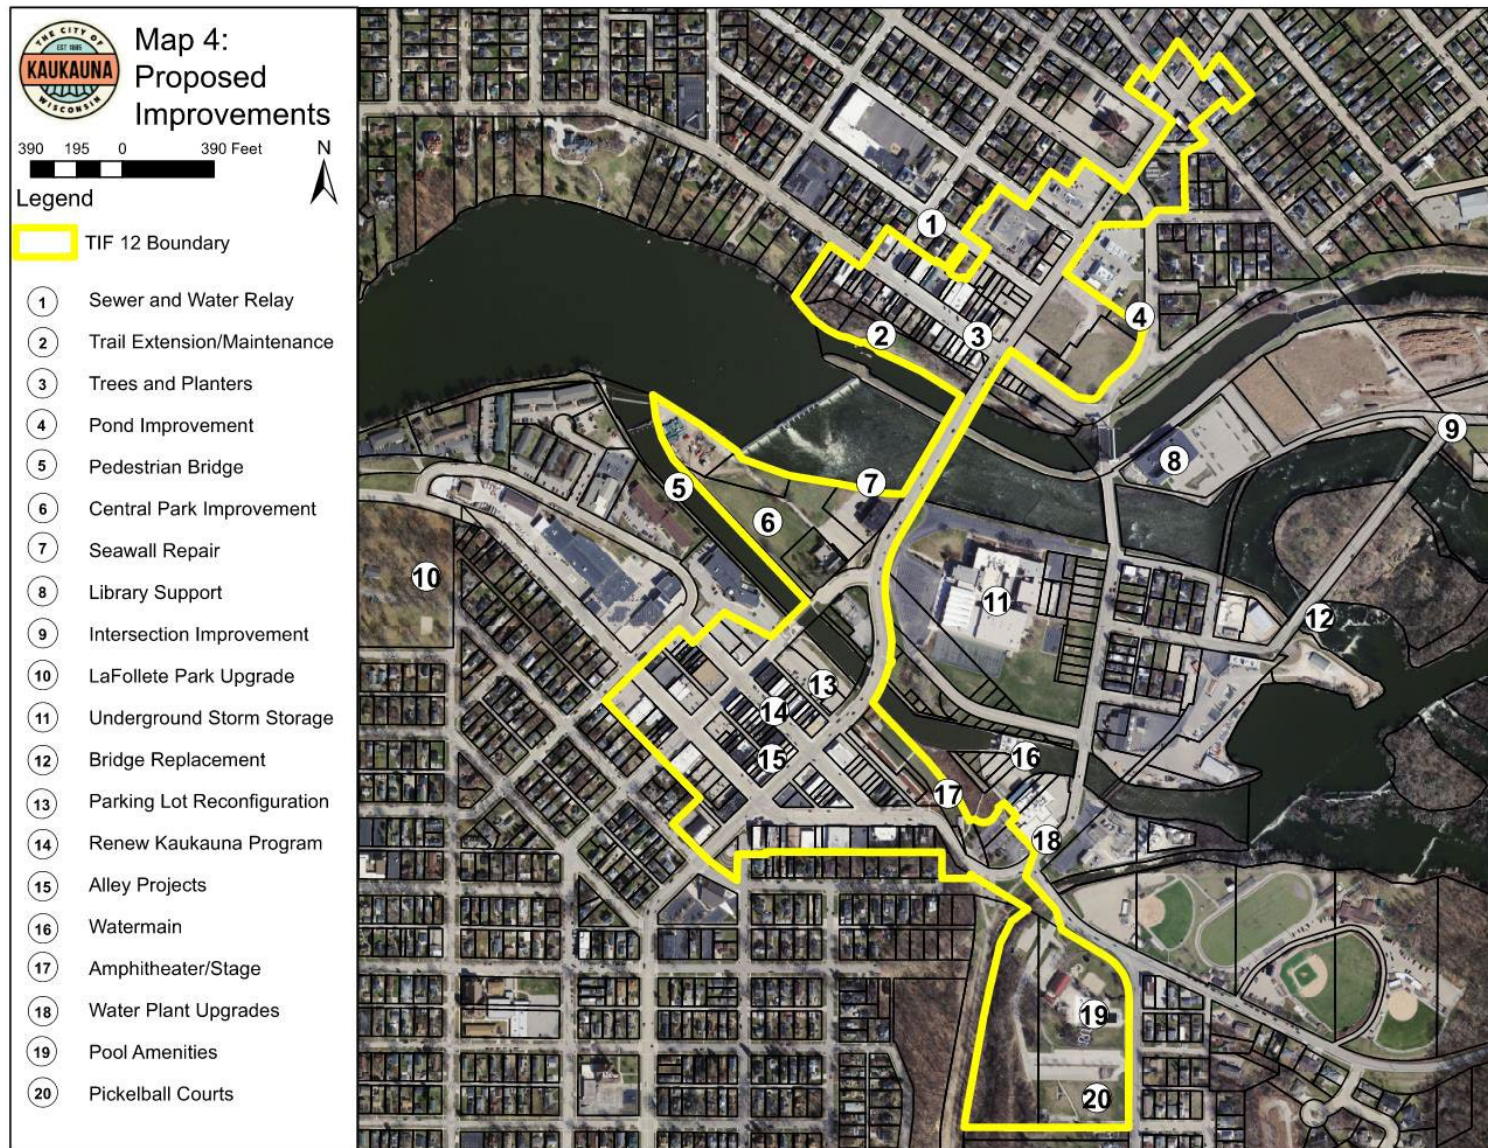 THE CITY OF
EST 1885
KAUKAUNA
WISCONSIN
Map 4:
Proposed
Improvements
390 195 0 390 Feet
N
Legend
TIF 12 Boundary
1 Sewer and Water Relay
2 Trail Extension/Maintenance
3 Trees and Planters
4 Pond Improvement
5 Pedestrian Bridge
6 Central Park Improvement
7 Seawall Repair
8 Library Support
9 Intersection Improvement
10 LaFollete Park Upgrade
11 Underground Storm Storage
12 Bridge Replacement
13 Parking Lot Reconfiguration
14 Renew Kaukauna Program
15 Alley Projects
16 Watermain
17 Amphitheater/Stage
18 Water Plant Upgrades
19 Pool Amenities
20 Pickelball Courts
1
2
3
4
5
6
7
8
9
10
11
12
13
14
15
16
17
18
19
20